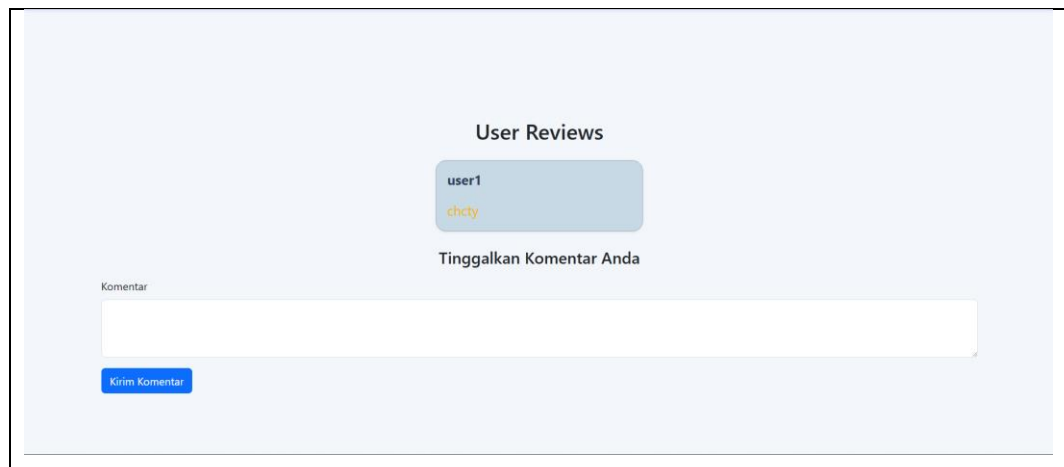 User Reviews
user1
chcty
Tinggalkan Komentar Anda
Komentar
Kirim Komentar